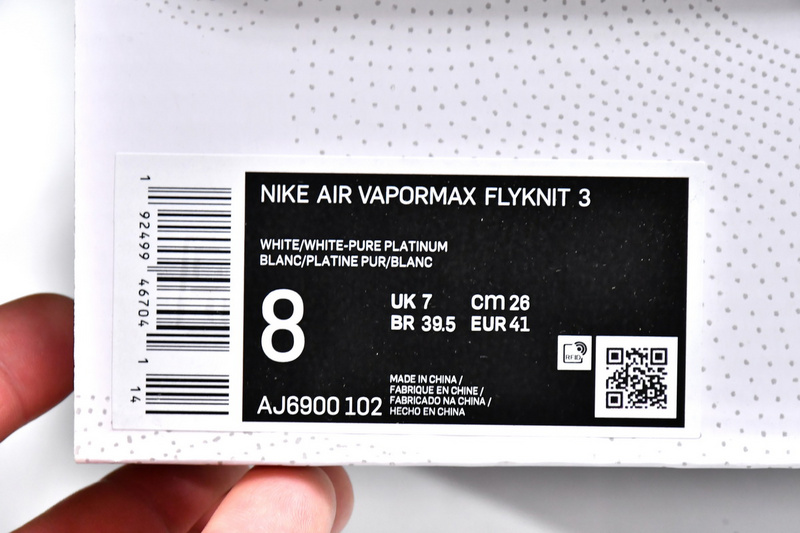 NIKE AIR VAPORMAX FLYKNIT 3
WHITE/WHITE-PURE PLATINUM
BLANC/PLATINE PUR/BLANC
8
UK 7 cm 26
BR 39.5 EUR 41
AJ6900 102
MADE IN CHINA /
FABRIQUE EN CHINE /
FABRICADO NA CHINA /
HECHO EN CHINA
RFID
1 92499 46704 1 14